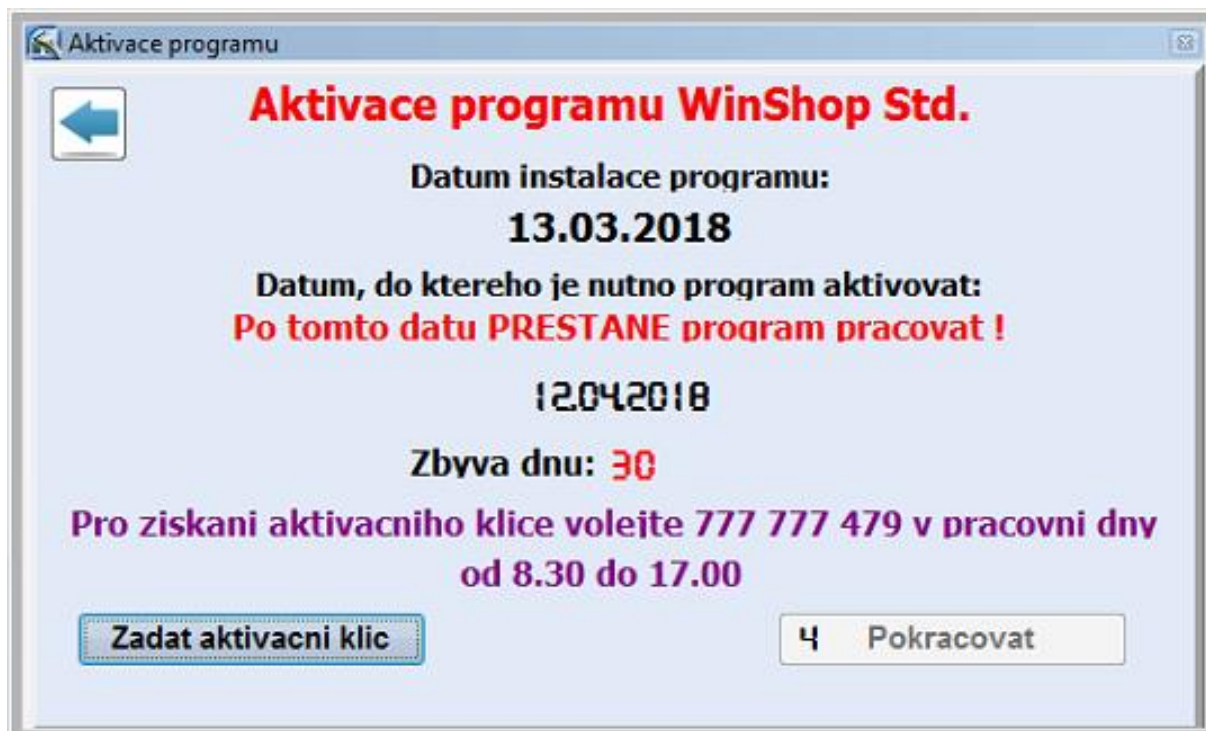 Aktivace programu
Aktivace programu WinShop Std.
Datum instalace programu:
13.03.2018
Datum, do ktereho je nutno program aktivovat:
Po tomto datu PRESTANE program pracovat !
12.04.2018
Zbyva dnu: 30
Pro ziskani aktivacniho klice volejte 777 777 479 v pracovni dny
od 8.30 do 17.00
Zadat aktivacni klic
4 Pokracovat